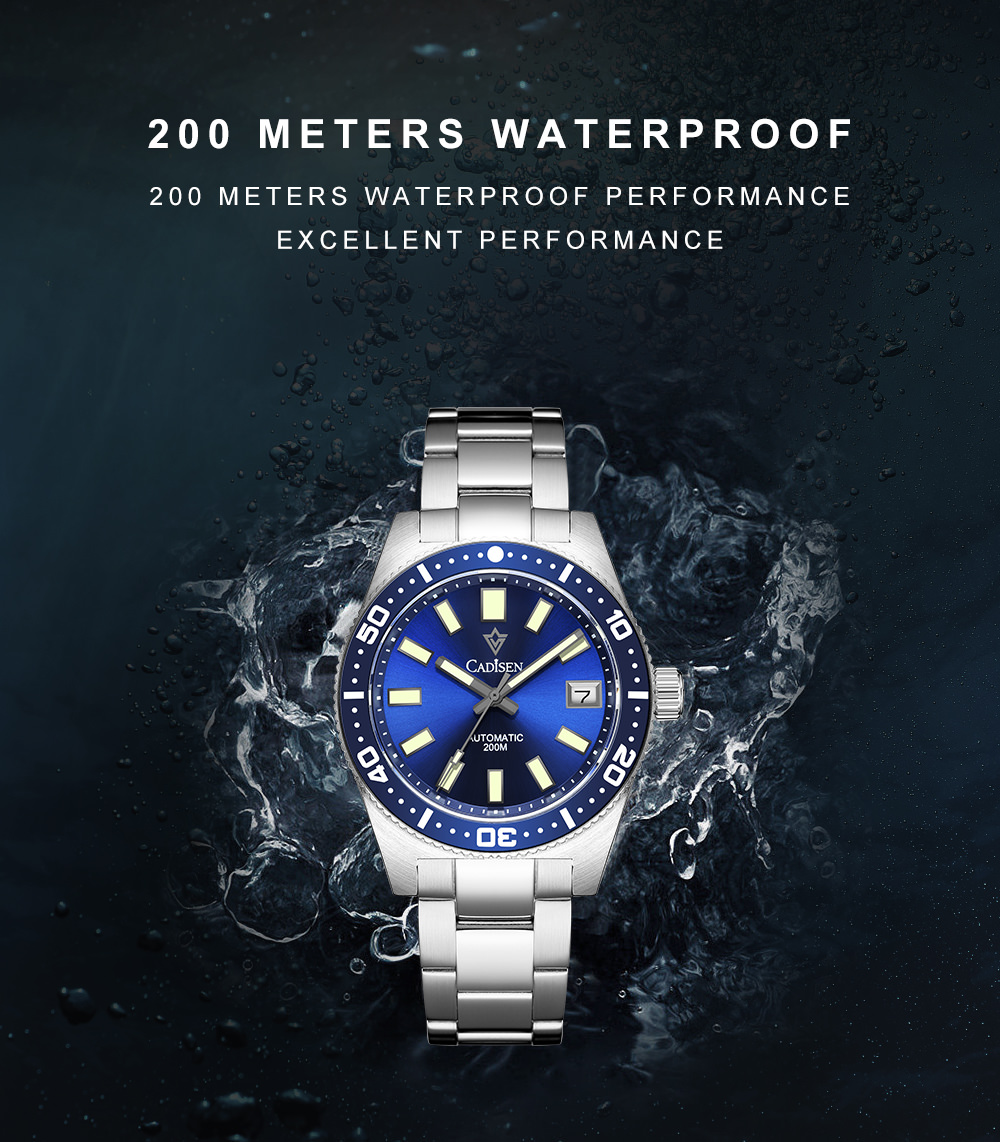 200 METERS WATERPROOF
200 METERS WATERPROOF PERFORMANCE
EXCELLENT PERFORMANCE
50
10
CADISEN
7
AUTOMATIC
200M
40
20
30